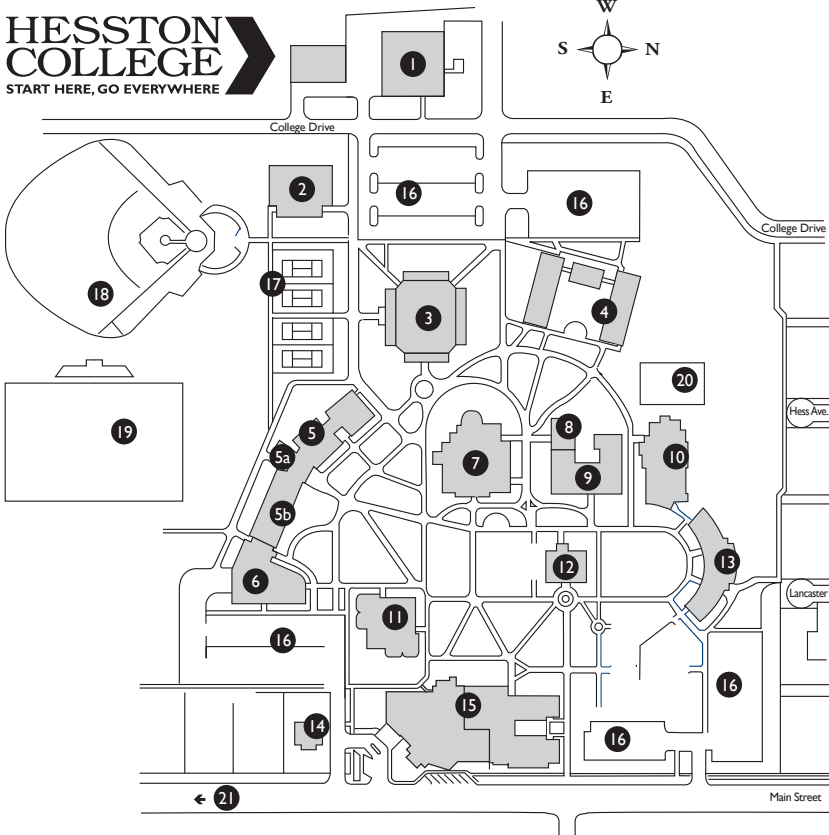 HESSTON
COLLEGE
START HERE, GO EVERYWHERE
W
S
N
E
1
College Drive
2
16
16
College Drive
17
18
3
4
20
Hess Ave.
19
5
8
5a
7
9
10
5b
12
13
6
Lancaster
11
16
16
15
14
16
21
Main Street